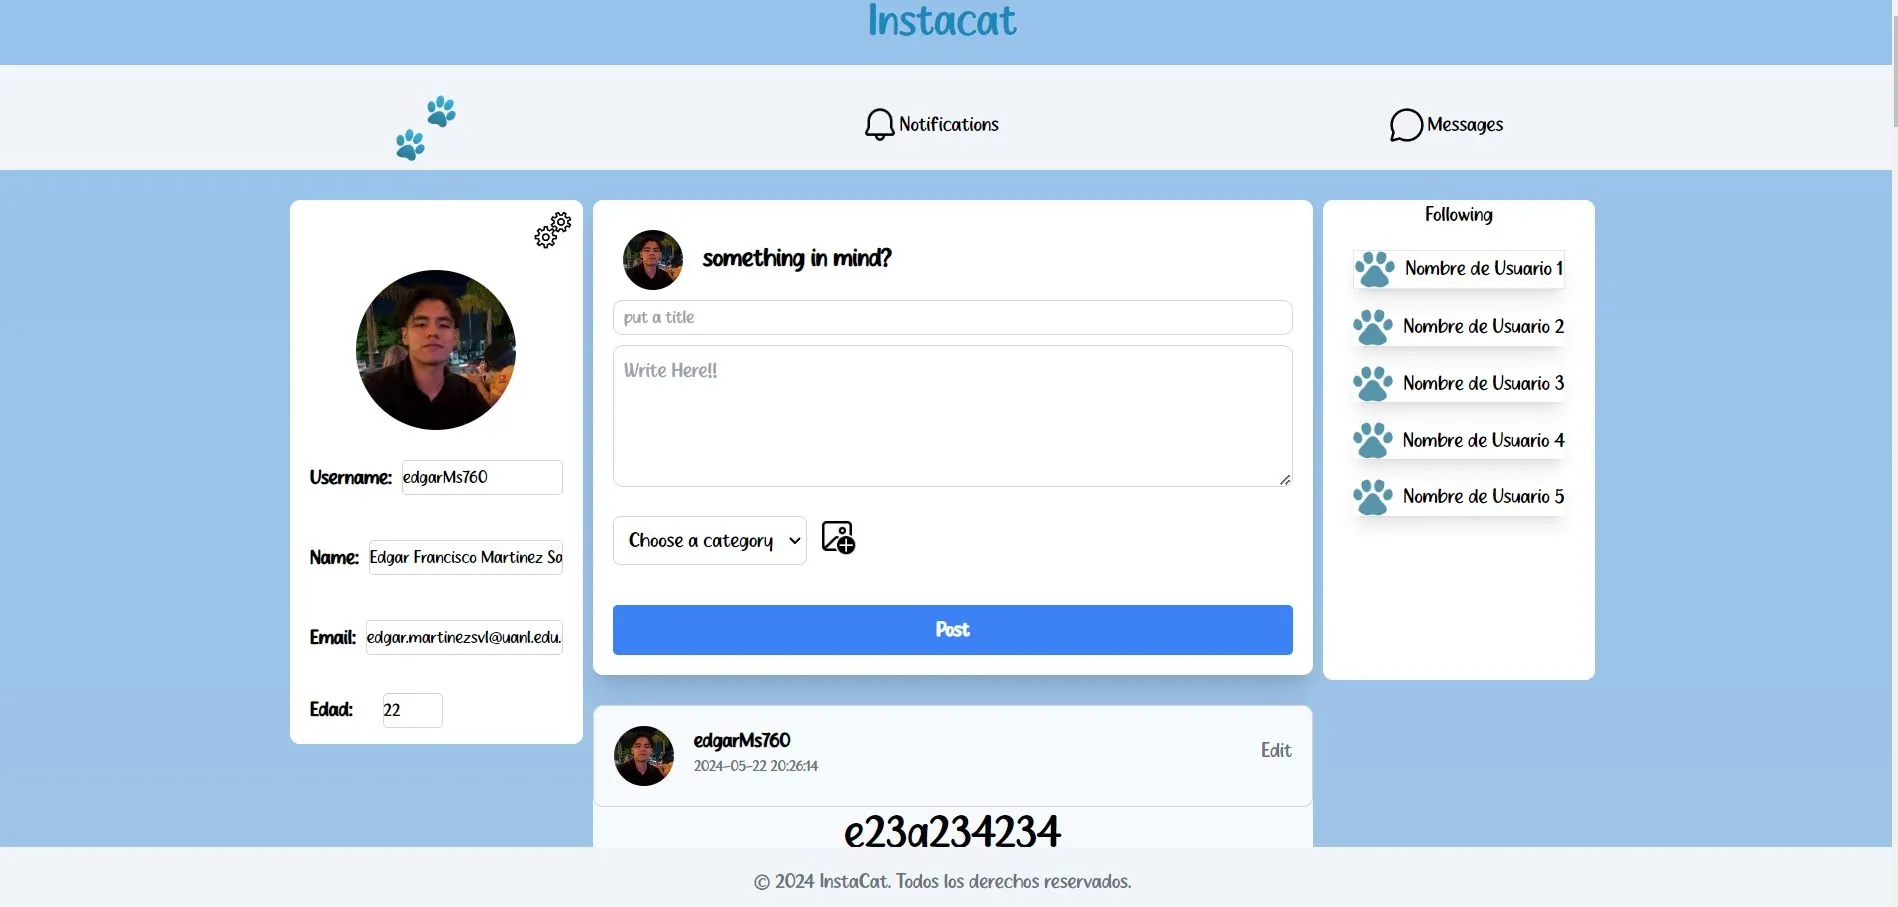 Instacat
Notifications
Messages
Username: edgarMs760
Name: Edgar Francisco Martinez So
Email: edgar.martinezsvl@uanl.edu.
Edad: 22
something in mind?
put a title
Write Here!!
Choose a category
Post
Following
Nombre de Usuario 1
Nombre de Usuario 2
Nombre de Usuario 3
Nombre de Usuario 4
Nombre de Usuario 5
edgarMs760
2024-05-22 20:26:14
Edit
e23a234234
© 2024 InstaCat. Todos los derechos reservados.